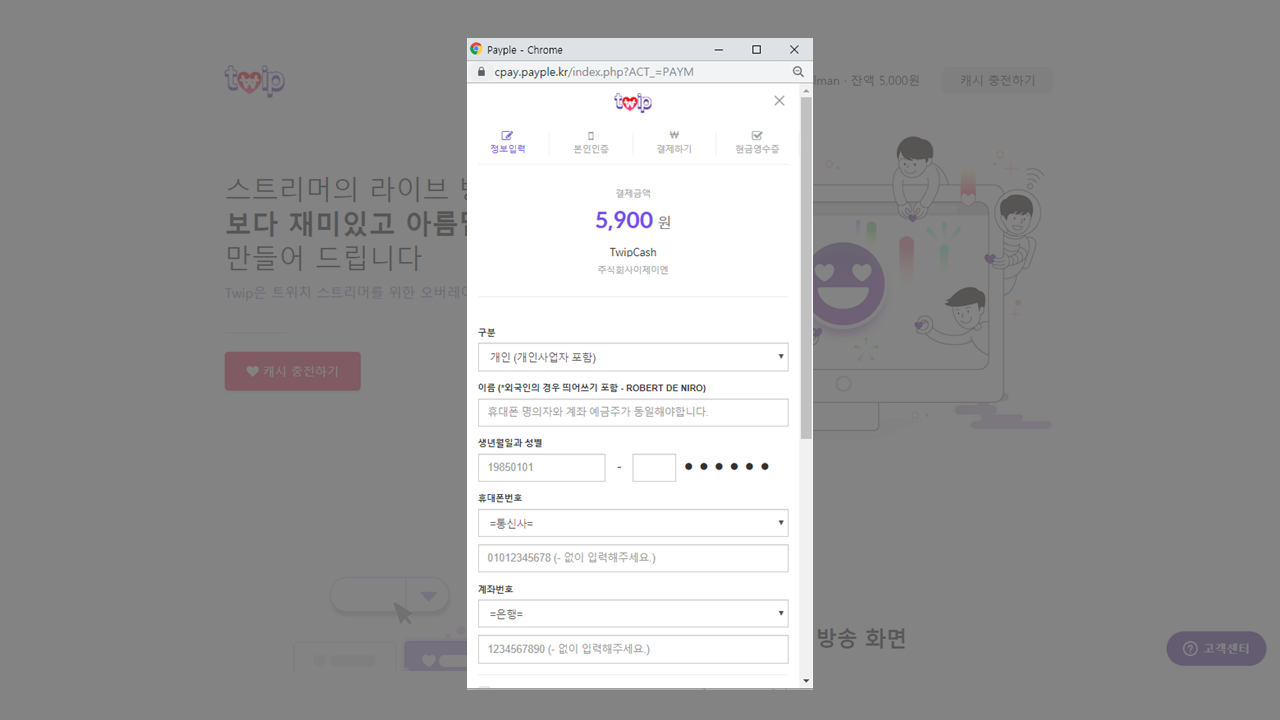 Payple - Chrome
cpay.payple.kr/index.php?ACT_=PAYM
twip
lman · 잔액 5,000원
캐시 충전하기
twip
정보입력
본인인증
결제하기
현금영수증
스트리머의 라이브
보다 재미있고
만들어 드립니다
Twip은 트위치 스트리머를 위한
캐시 충전하기
결제금액
5,900 원
TwipCash
주식회사이제이엔
구분
개인 (개인사업자 포함)
이름 (*외국인의 경우 띄어쓰기 포함 - ROBERT DE NIRO)
휴대폰 명의자와 계좌 예금주가 동일해야합니다.
생년월일과 성별
19850101 - ● ● ● ● ● ●
휴대폰번호
=통신사=
01012345678 (- 없이 입력해주세요.)
계좌번호
=은행=
1234567890 (- 없이 입력해주세요.)
방송 화면
고객센터